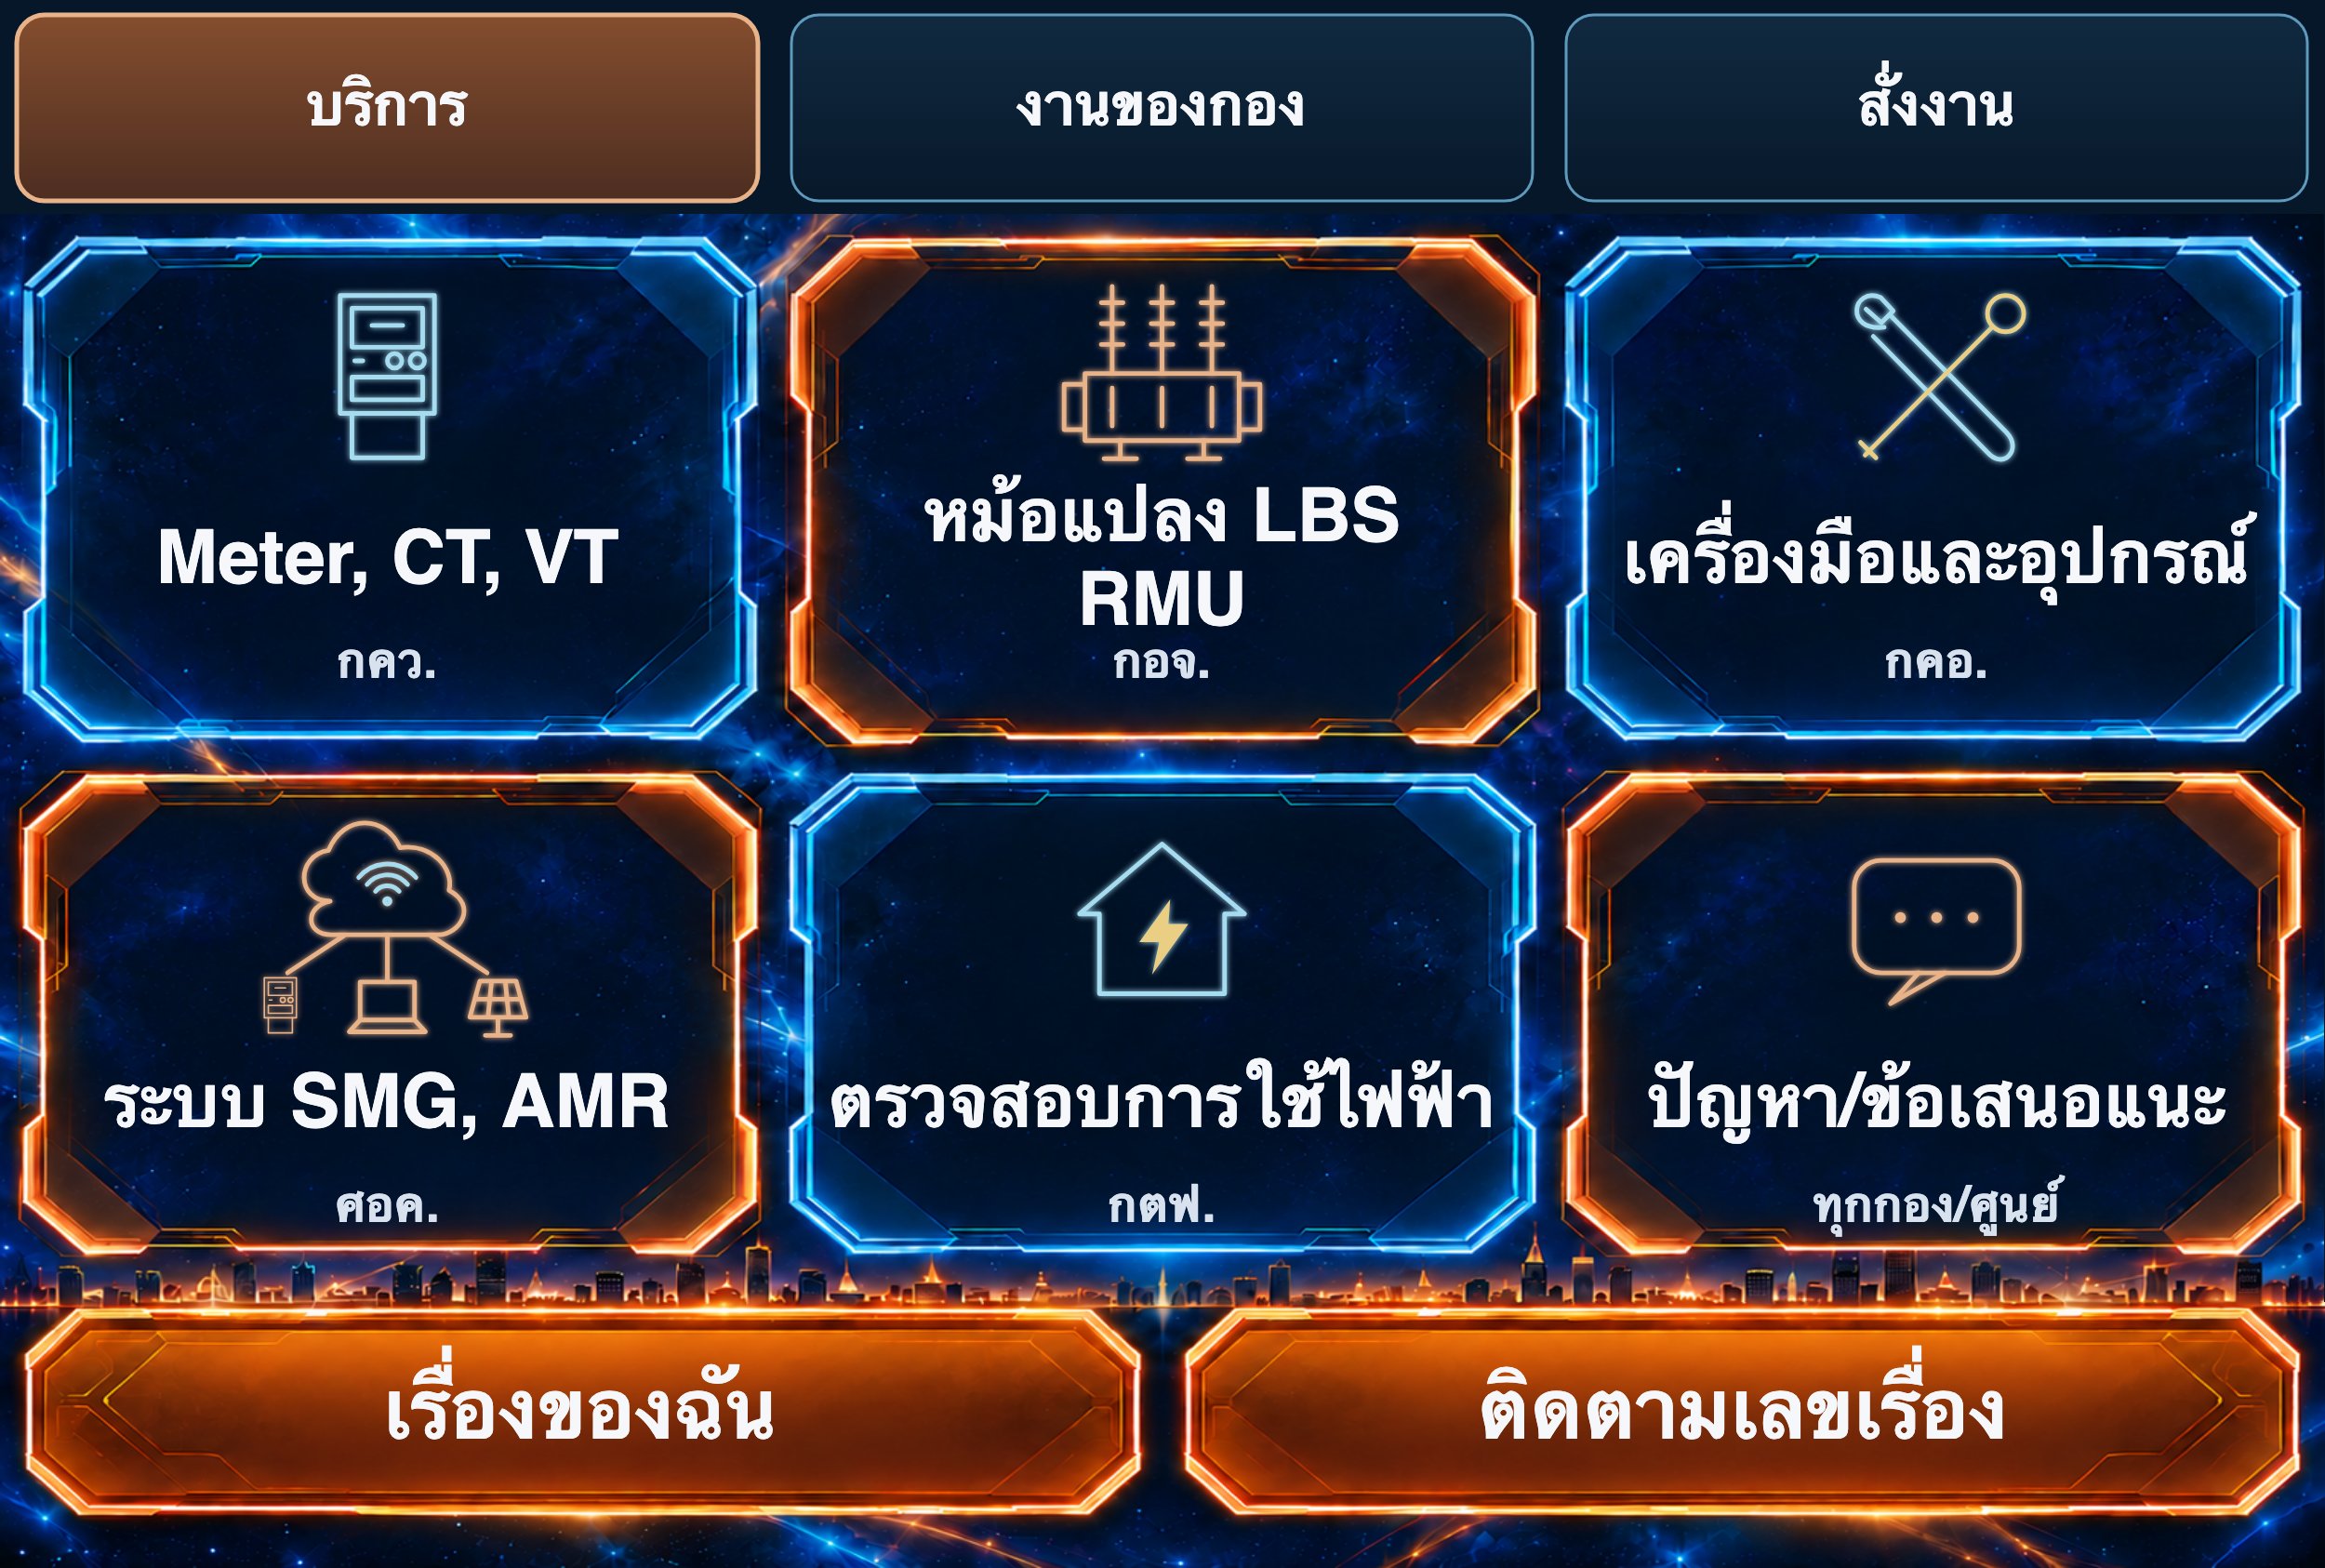 บริการ
งานของกอง
สั่งงาน
Meter, CT, VT
กคว.
หม้อแปลง LBS
RMU
กอจ.
เครื่องมือและอุปกรณ์
กคอ.
ระบบ SMG, AMR
ศอค.
ตรวจสอบการใช้ไฟฟ้า
กตฟ.
ปัญหา/ข้อเสนอแนะ
ทุกกอง/ศูนย์
เรื่องของฉัน
ติดตามเลขเรื่อง